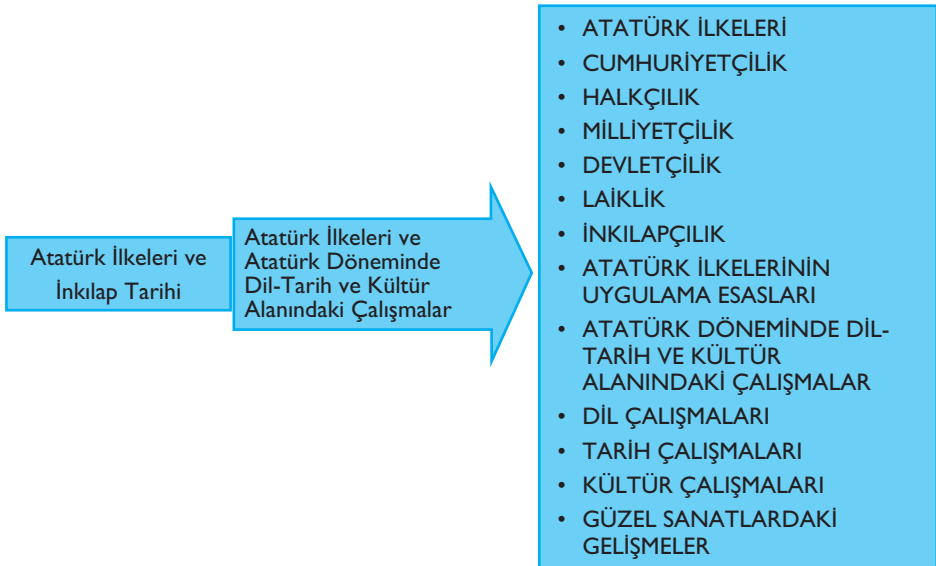 Atatürk İlkeleri ve
İnkılap Tarihi
Atatürk İlkeleri ve
Atatürk Döneminde
Dil-Tarih ve Kültür
Alanındaki Çalışmalar
• ATATÜRK İLKELERİ
• CUMHURİYETÇİLİK
• HALKÇILIK
• MİLLİYETÇİLİK
• DEVLETÇİLİK
• LAİKLİK
• İNKILAPÇILIK
• ATATÜRK İLKELERİNİN
UYGULAMA ESASLARI
• ATATÜRK DÖNEMİNDE DİL-
TARİH VE KÜLTÜR
ALANINDAKİ ÇALIŞMALAR
• DİL ÇALIŞMALARI
• TARİH ÇALIŞMALARI
• KÜLTÜR ÇALIŞMALARI
• GÜZEL SANATLARDAKİ
GELİŞMELER